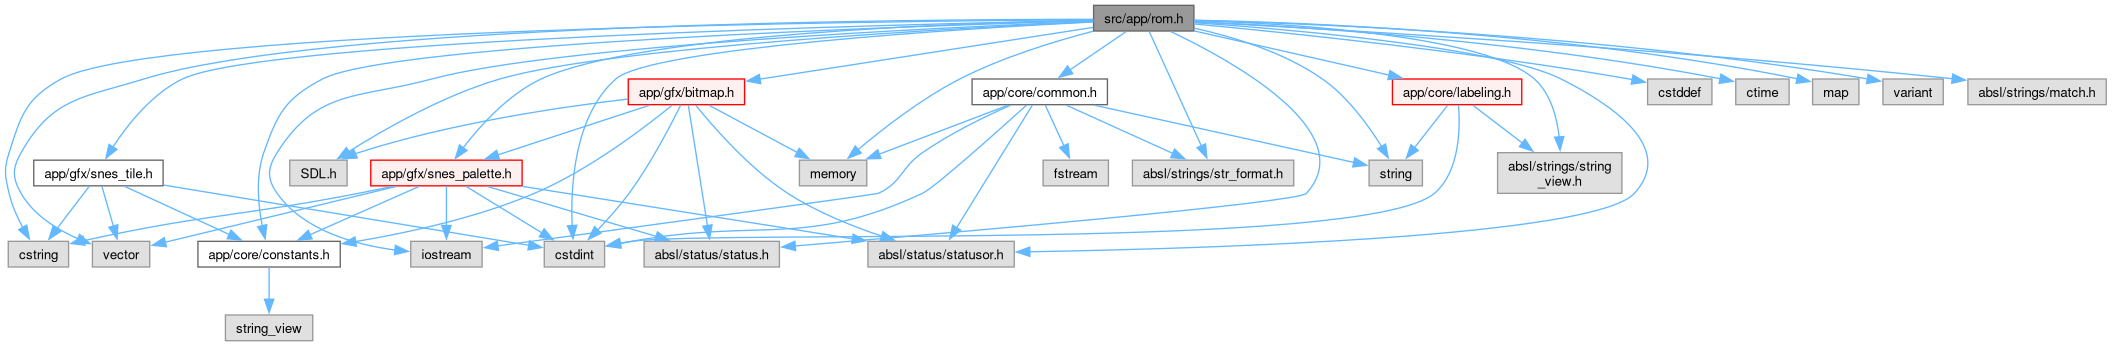 src/app/rom.h
app/gfx/bitmap.h
app/core/common.h
app/core/labeling.h
cstddef
ctime
map
variant
absl/strings/match.h
app/gfx/snes_tile.h
SDL.h
app/gfx/snes_palette.h
memory
fstream
absl/strings/str_format.h
string
absl/strings/string
_view.h
cstring
vector
app/core/constants.h
iostream
cstdint
absl/status/status.h
absl/status/statusor.h
string_view